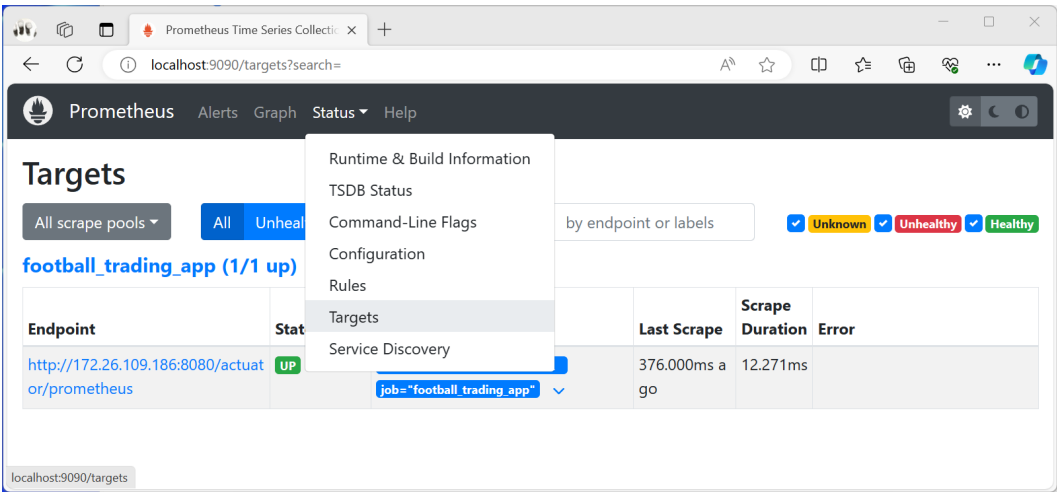 Prometheus Time Series Collectic
localhost:9090/targets?search=
Prometheus Alerts Graph Status Help
Runtime & Build Information
TSDB Status
Command-Line Flags
Configuration
Rules
Targets
Service Discovery
Targets
All scrape pools
All Unheal
by endpoint or labels
Unknown Unhealthy Healthy
football_trading_app (1/1 up)
Endpoint Stat Last Scrape Scrape Duration Error
http://172.26.109.186:8080/actuat
or/prometheus
UP
job="football_trading_app"
376.000ms a
go
12.271ms
localhost:9090/targets